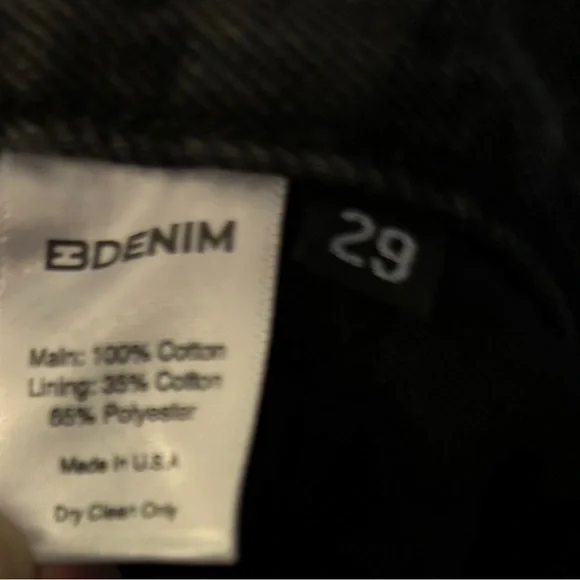 DENIM
29
Main: 100% Cotton
Lining: 35% Cotton
65% Polyester
Made In U.S.A
Dry Clean Only